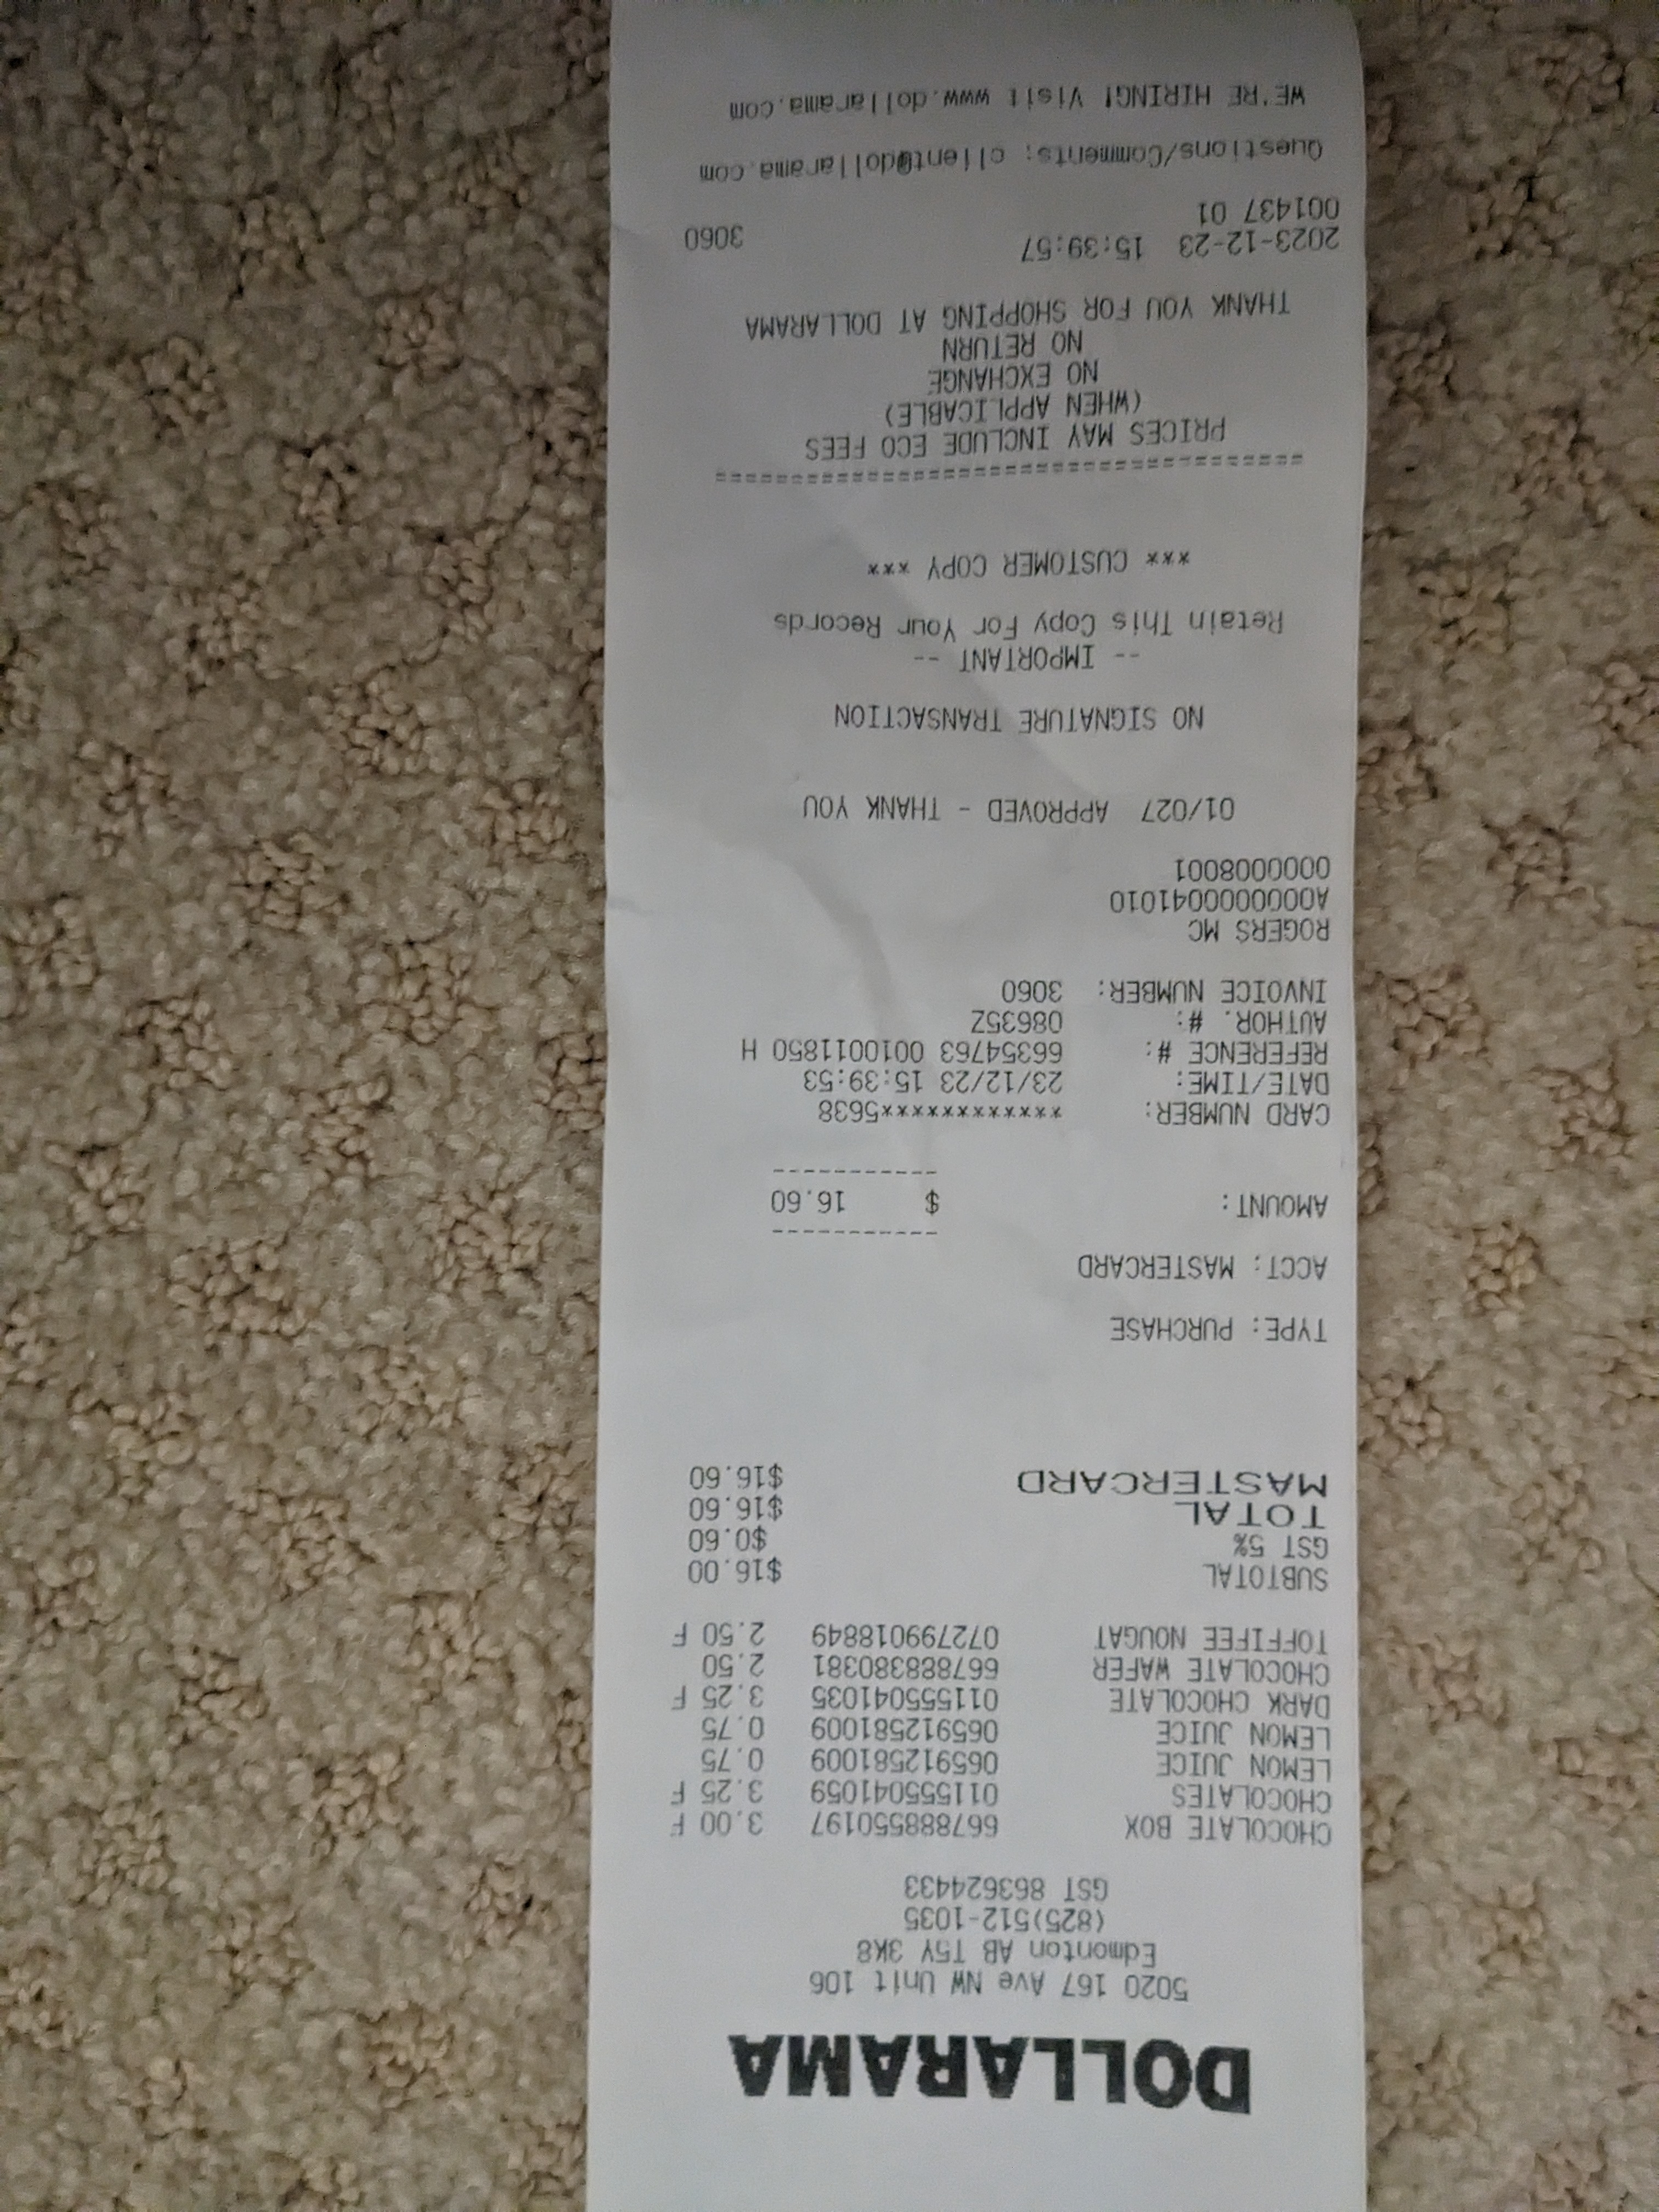 DOLLARAMA
5020 167 Ave NW Unit 106
Edmonton AB T5Y 3K8
(825)512-1035
GST 863624433
CHOCOLATE BOX 667888550197 3.00 F
CHOCOLATES 011555041059 3.25 F
LEMON JUICE 065912581009 0.75
LEMON JUICE 065912581009 0.75
DARK CHOCOLATE 011555041035 3.25 F
CHOCOLATE WAFER 667888380381 2.50
TOFFIFEE NOUGAT 072799018849 2.50 F
SUBTOTAL $16.00
GST 5% $0.60
TOTAL $16.60
MASTERCARD $16.60
TYPE: PURCHASE
ACCT: MASTERCARD
-----------
AMOUNT: $ 16.60
-----------
CARD NUMBER: ************5638
DATE/TIME: 23/12/23 15:39:53
REFERENCE #: 66354763 0010011850 H
AUTHOR. #: 08635Z
INVOICE NUMBER: 3060
ROGERS MC
A0000000041010
0000008001
01/027 APPROVED - THANK YOU
NO SIGNATURE TRANSACTION
-- IMPORTANT --
Retain This Copy For Your Records
*** CUSTOMER COPY ***
=======================================
PRICES MAY INCLUDE ECO FEES
(WHEN APPLICABLE)
NO EXCHANGE
NO RETURN
THANK YOU FOR SHOPPING AT DOLLARAMA
2023-12-23 15:39:57 3060
001437 01
Questions/Comments: client@dollarama.com
WE'RE HIRING! Visit www.dollarama.com